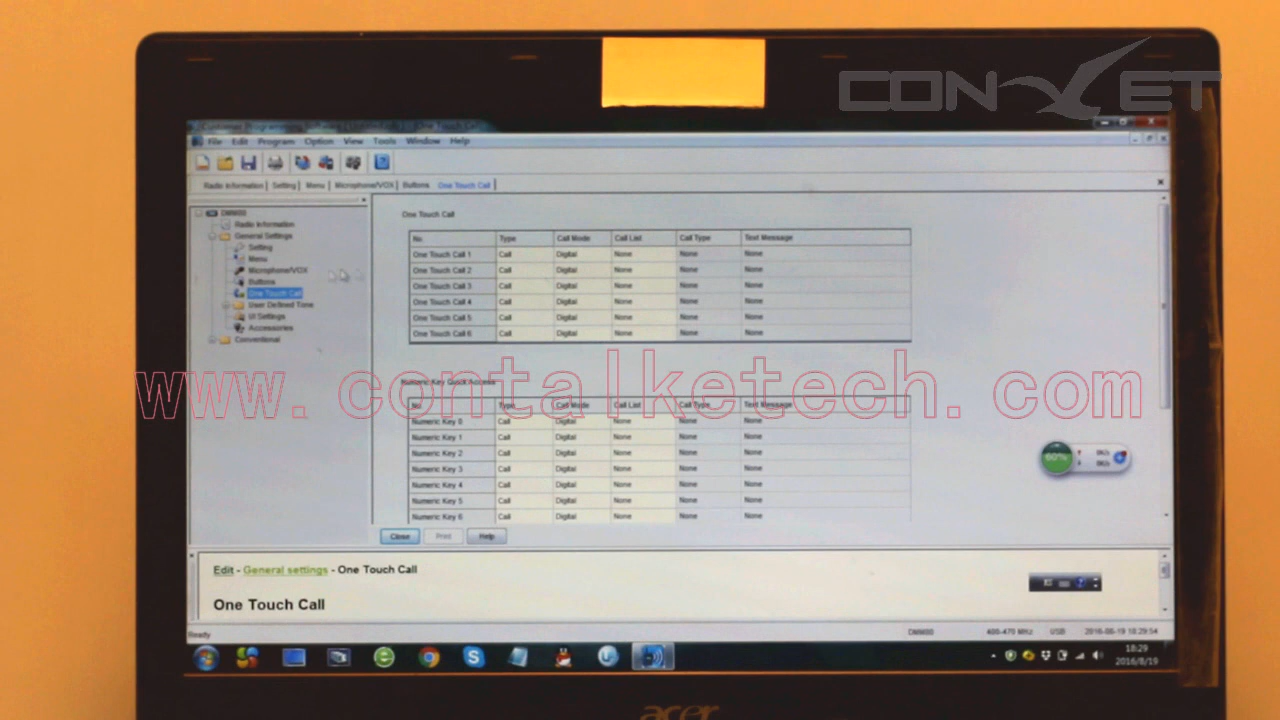 CONXET
File Edit Program Option View Tools Window Help
Radio Information | Setting | Menu | Microphone/VOX | Buttons | One Touch Call |
Radio Information
General Settings
Setting
Menu
Microphone/VOX
Buttons
One Touch Call
User Defined Tone
UI Settings
Accessories
Conventional
One Touch Call
No. Type Call Mode Call List Call Type Text Message
One Touch Call 1 Call Digital None None None
One Touch Call 2 Call Digital None None None
One Touch Call 3 Call Digital None None None
One Touch Call 4 Call Digital None None None
One Touch Call 5 Call Digital None None None
One Touch Call 6 Call Digital None None None
www.contalketech.com
Numeric Key Quick Access
No. Type Call Mode Call List Call Type Text Message
Numeric Key 0 Call Digital None None None
Numeric Key 1 Call Digital None None None
Numeric Key 2 Call Digital None None None
Numeric Key 3 Call Digital None None None
Numeric Key 4 Call Digital None None None
Numeric Key 5 Call Digital None None None
Numeric Key 6 Call Digital None None None
60% 0K/s
0K/s
Close Print Help
Edit - General settings - One Touch Call
One Touch Call
Ready 400-470 MHz USB 2016-08-19 18:29:54
18:29
2016/8/19
acer